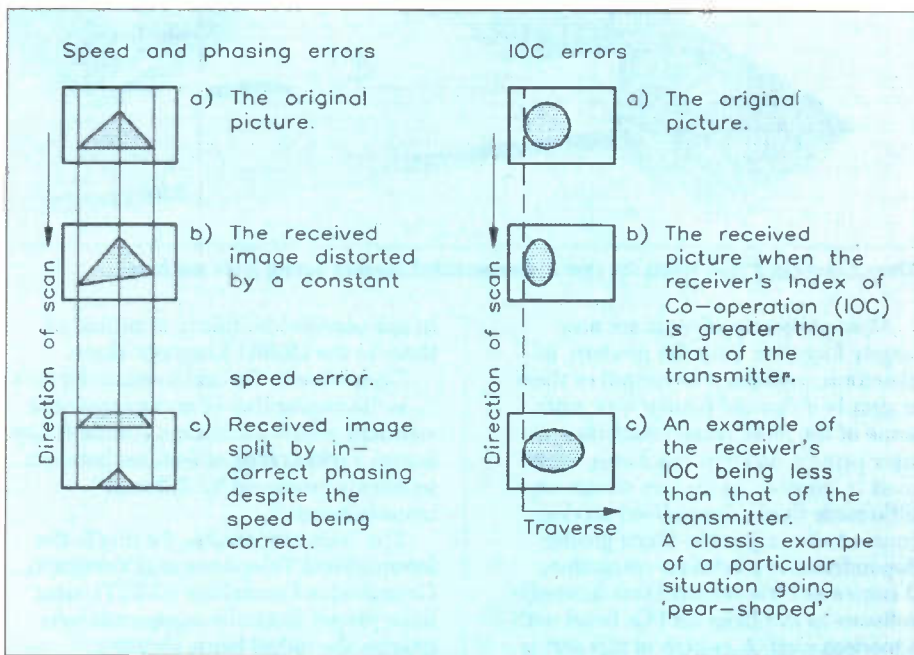 Speed and phasing errors
a) The original
picture.
b) The received
image distorted
by a constant
speed error.
c) Received image
split by in-
correct phasing
despite the
speed being
correct.
Direction of scan
IOC errors
a) The original
picture.
b) The received
picture when the
receiver's Index of
Co-operation (IOC)
is greater than
that of the
transmitter.
c) An example of
the receiver's
IOC being less
than that of the
transmitter.
A classis example
of a particular
situation going
'pear-shaped'.
Direction of scan
Traverse